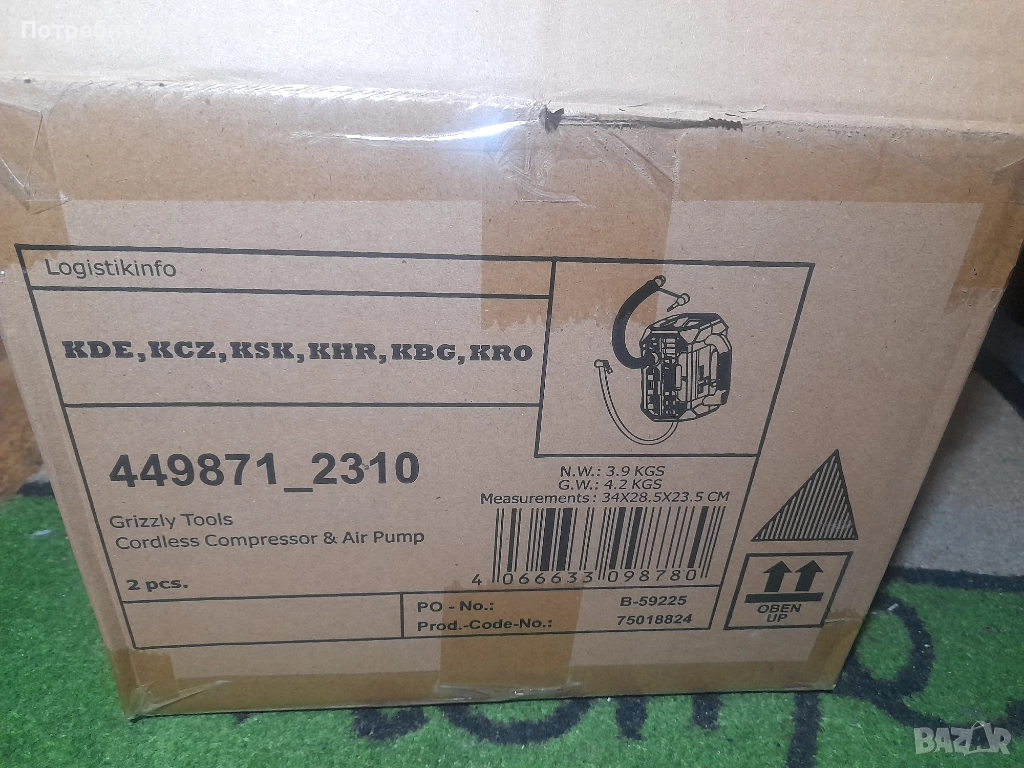 Logistikinfo
KDE,KCZ,KSK,KHR,KBG,KRO
449871_2310
Grizzly Tools
Cordless Compressor & Air Pump
2 pcs.
N.W.: 3.9 KGS
G.W.: 4.2 KGS
Measurements: 34X28.5X23.5 CM
4 066633 098780
PO - No.: B-59225
Prod.-Code-No.: 75018824
OBEN
UP
BAZAR